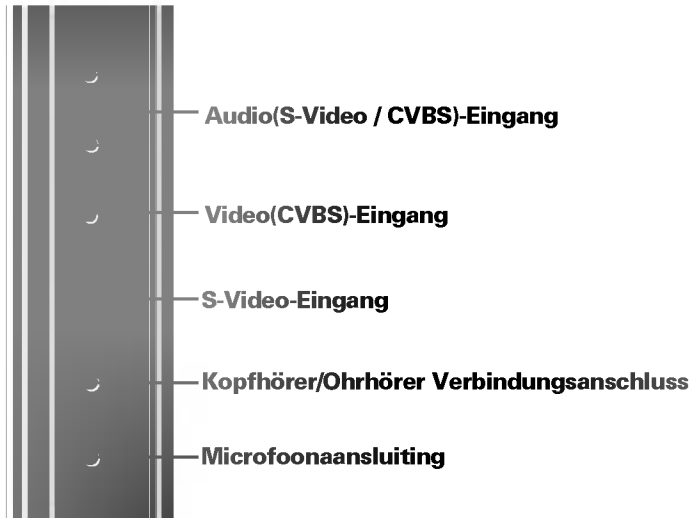 Audio(S-Video / CVBS)-Eingang
Video(CVBS)-Eingang
S-Video-Eingang
Kopfhörer/Ohrhörer Verbindungsanschluss
Microfoonaansluiting